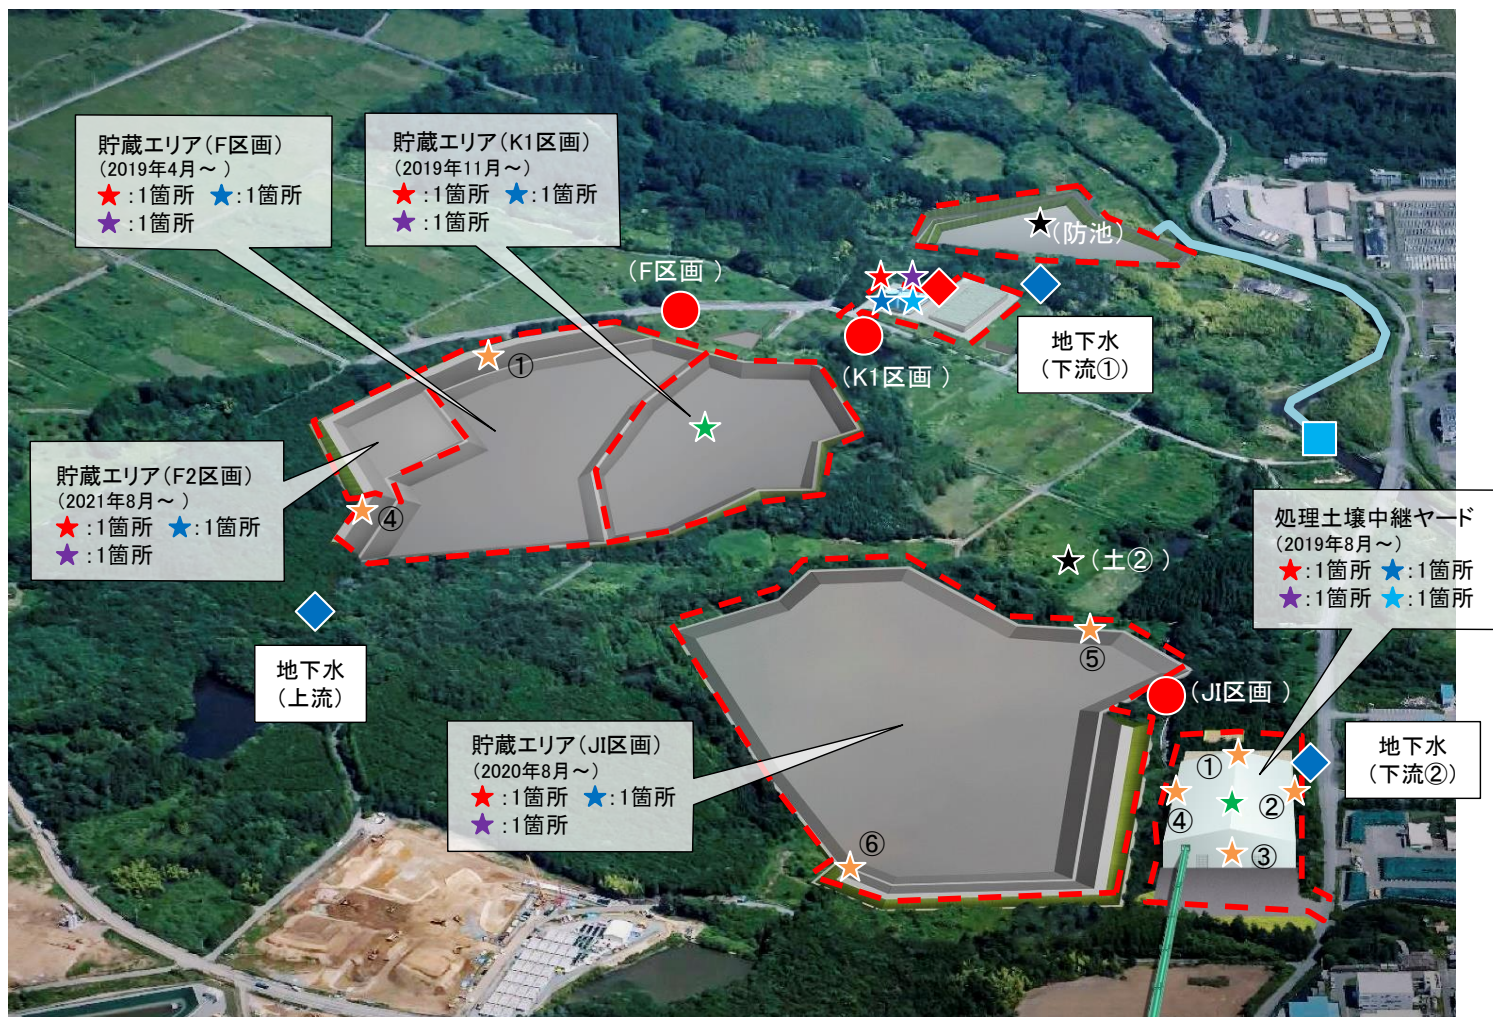 貯蔵エリア(F区画)
(2019年4月～)
★:1箇所 ★:1箇所
★:1箇所
貯蔵エリア(K1区画)
(2019年11月～)
★:1箇所 ★:1箇所
★:1箇所
(防池)
(F区画)
地下水
(下流①)
(K1区画)
①
貯蔵エリア(F2区画)
(2021年8月～)
★:1箇所 ★:1箇所
★:1箇所
④
処理土壌中継ヤード
(2019年8月～)
★:1箇所 ★:1箇所
★:1箇所 ★:1箇所
(土②)
⑤
地下水
(上流)
(JI区画)
貯蔵エリア(JI区画)
(2020年8月～)
★:1箇所 ★:1箇所
★:1箇所
地下水
(下流②)
①
②
④
③
⑥